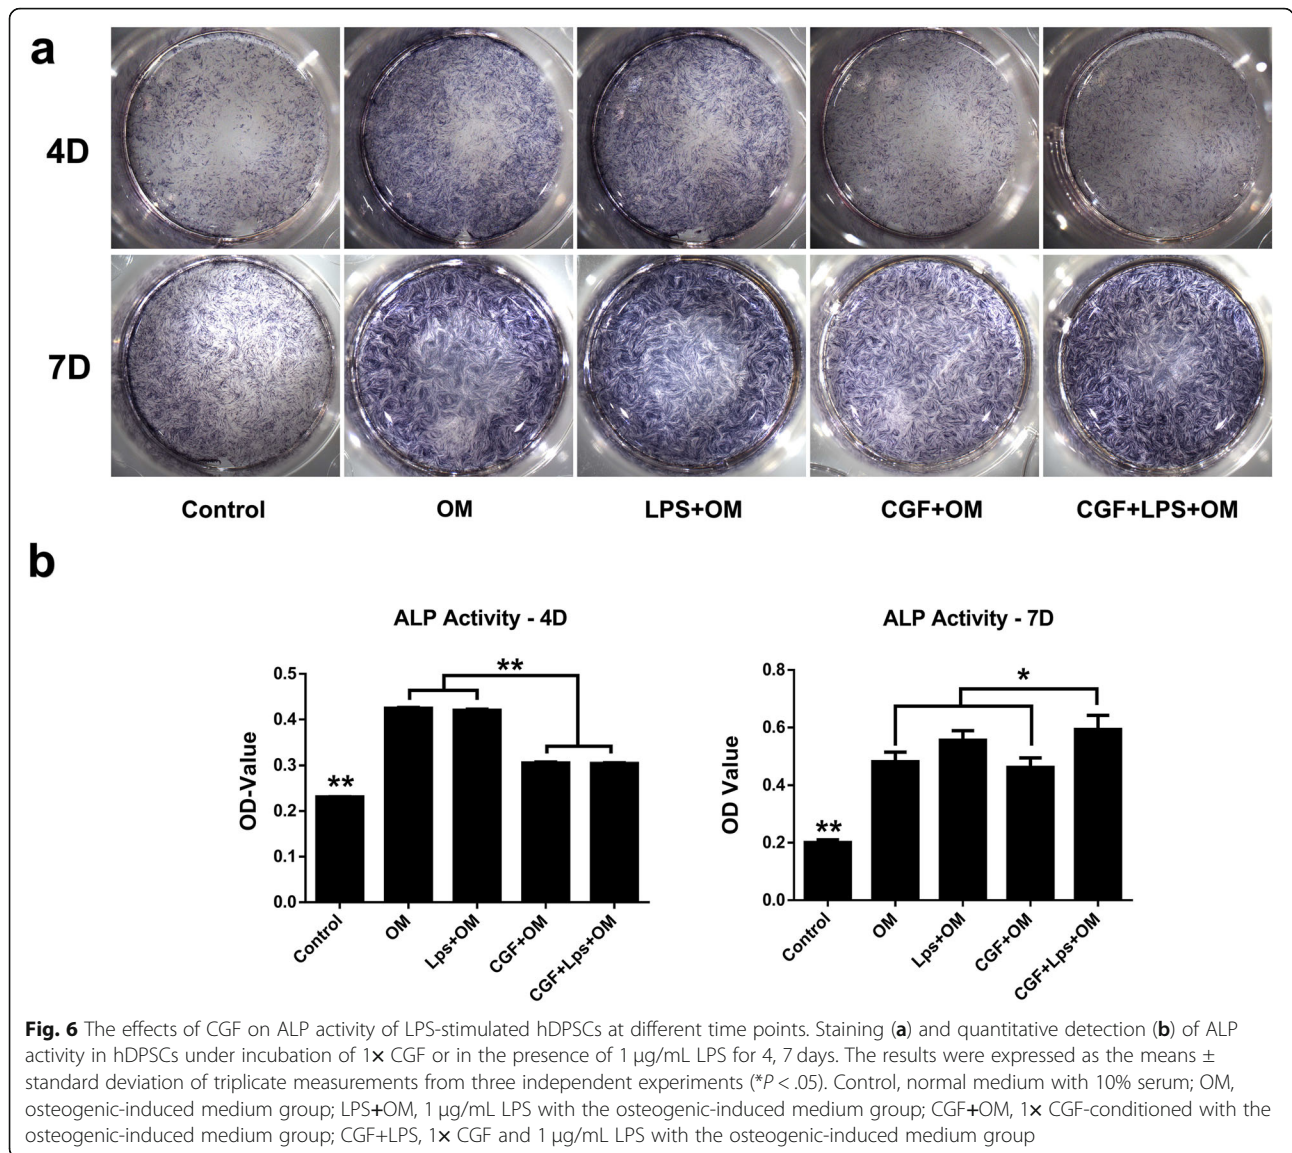 a
4D
7D
Control OM LPS+OM CGF+OM CGF+LPS+OM
b
ALP Activity - 4D
OD-Value
0.5
0.4
0.3
0.2
0.1
0.0
**
**
Control
OM
Lps+OM
CGF+OM
CGF+Lps+OM
ALP Activity - 7D
OD Value
0.8
0.6
0.4
0.2
0.0
**
*
Control
OM
Lps+OM
CGF+OM
CGF+Lps+OM
Fig. 6 The effects of CGF on ALP activity of LPS-stimulated hDPSCs at different time points. Staining (a) and quantitative detection (b) of ALP
activity in hDPSCs under incubation of 1× CGF or in the presence of 1 μg/mL LPS for 4, 7 days. The results were expressed as the means ±
standard deviation of triplicate measurements from three independent experiments (*P < .05). Control, normal medium with 10% serum; OM,
osteogenic-induced medium group; LPS+OM, 1 μg/mL LPS with the osteogenic-induced medium group; CGF+OM, 1× CGF-conditioned with the
osteogenic-induced medium group; CGF+LPS, 1× CGF and 1 μg/mL LPS with the osteogenic-induced medium group